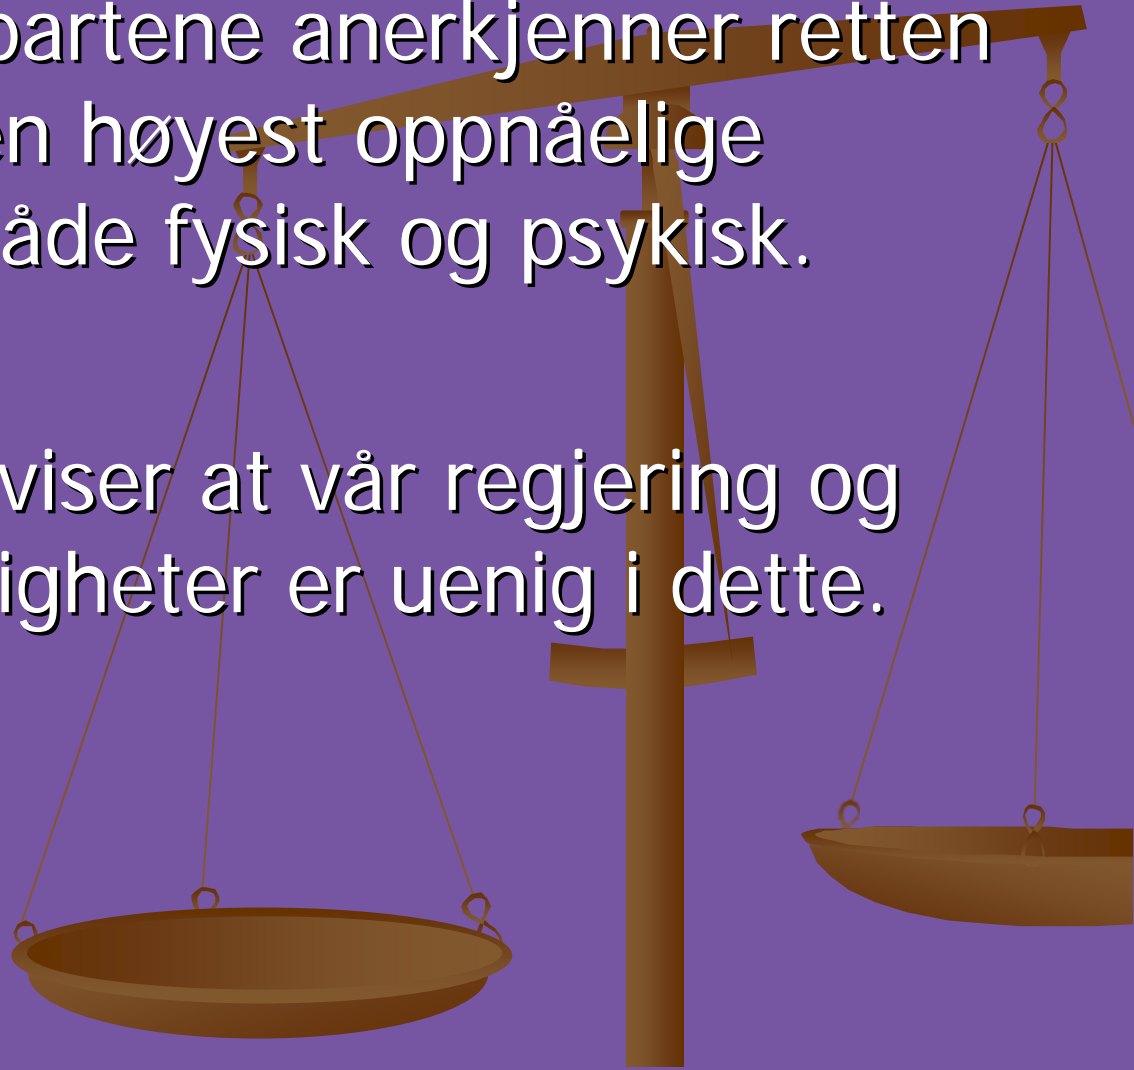 partene anerkjenner retten
en høyest oppnåelige
åde fysisk og psykisk.
viser at vår regjering og
igheter er uenig i dette.